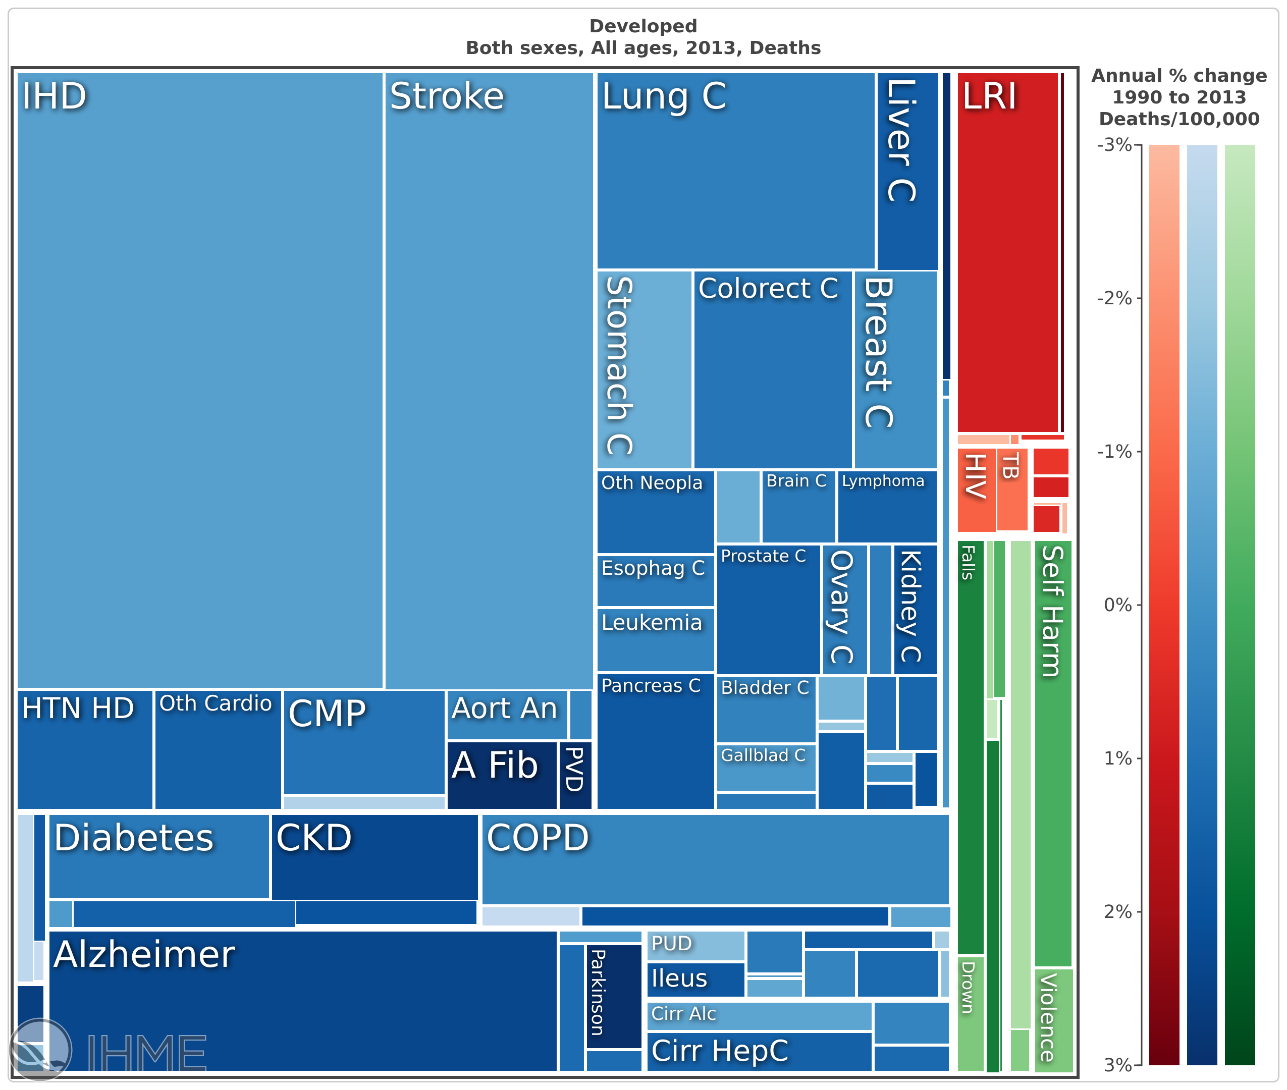 Developed
Both sexes, All ages, 2013, Deaths
IHD
Stroke
Lung C
Liver C
LRI
Stomach C
Colorect C
Breast C
HIV
TB
Oth Neopla
Brain C
Lymphoma
Esophag C
Leukemia
Prostate C
Ovary C
Kidney C
Falls
Self Harm
Pancreas C
Bladder C
Gallblad C
HTN HD
Oth Cardio
CMP
Aort An
A Fib
PVD
Diabetes
CKD
COPD
Alzheimer
Parkinson
PUD
Ileus
Cirr Alc
Cirr HepC
Drown
Violence
IHME
Annual % change
1990 to 2013
Deaths/100,000
-3%
-2%
-1%
0%
1%
2%
3%